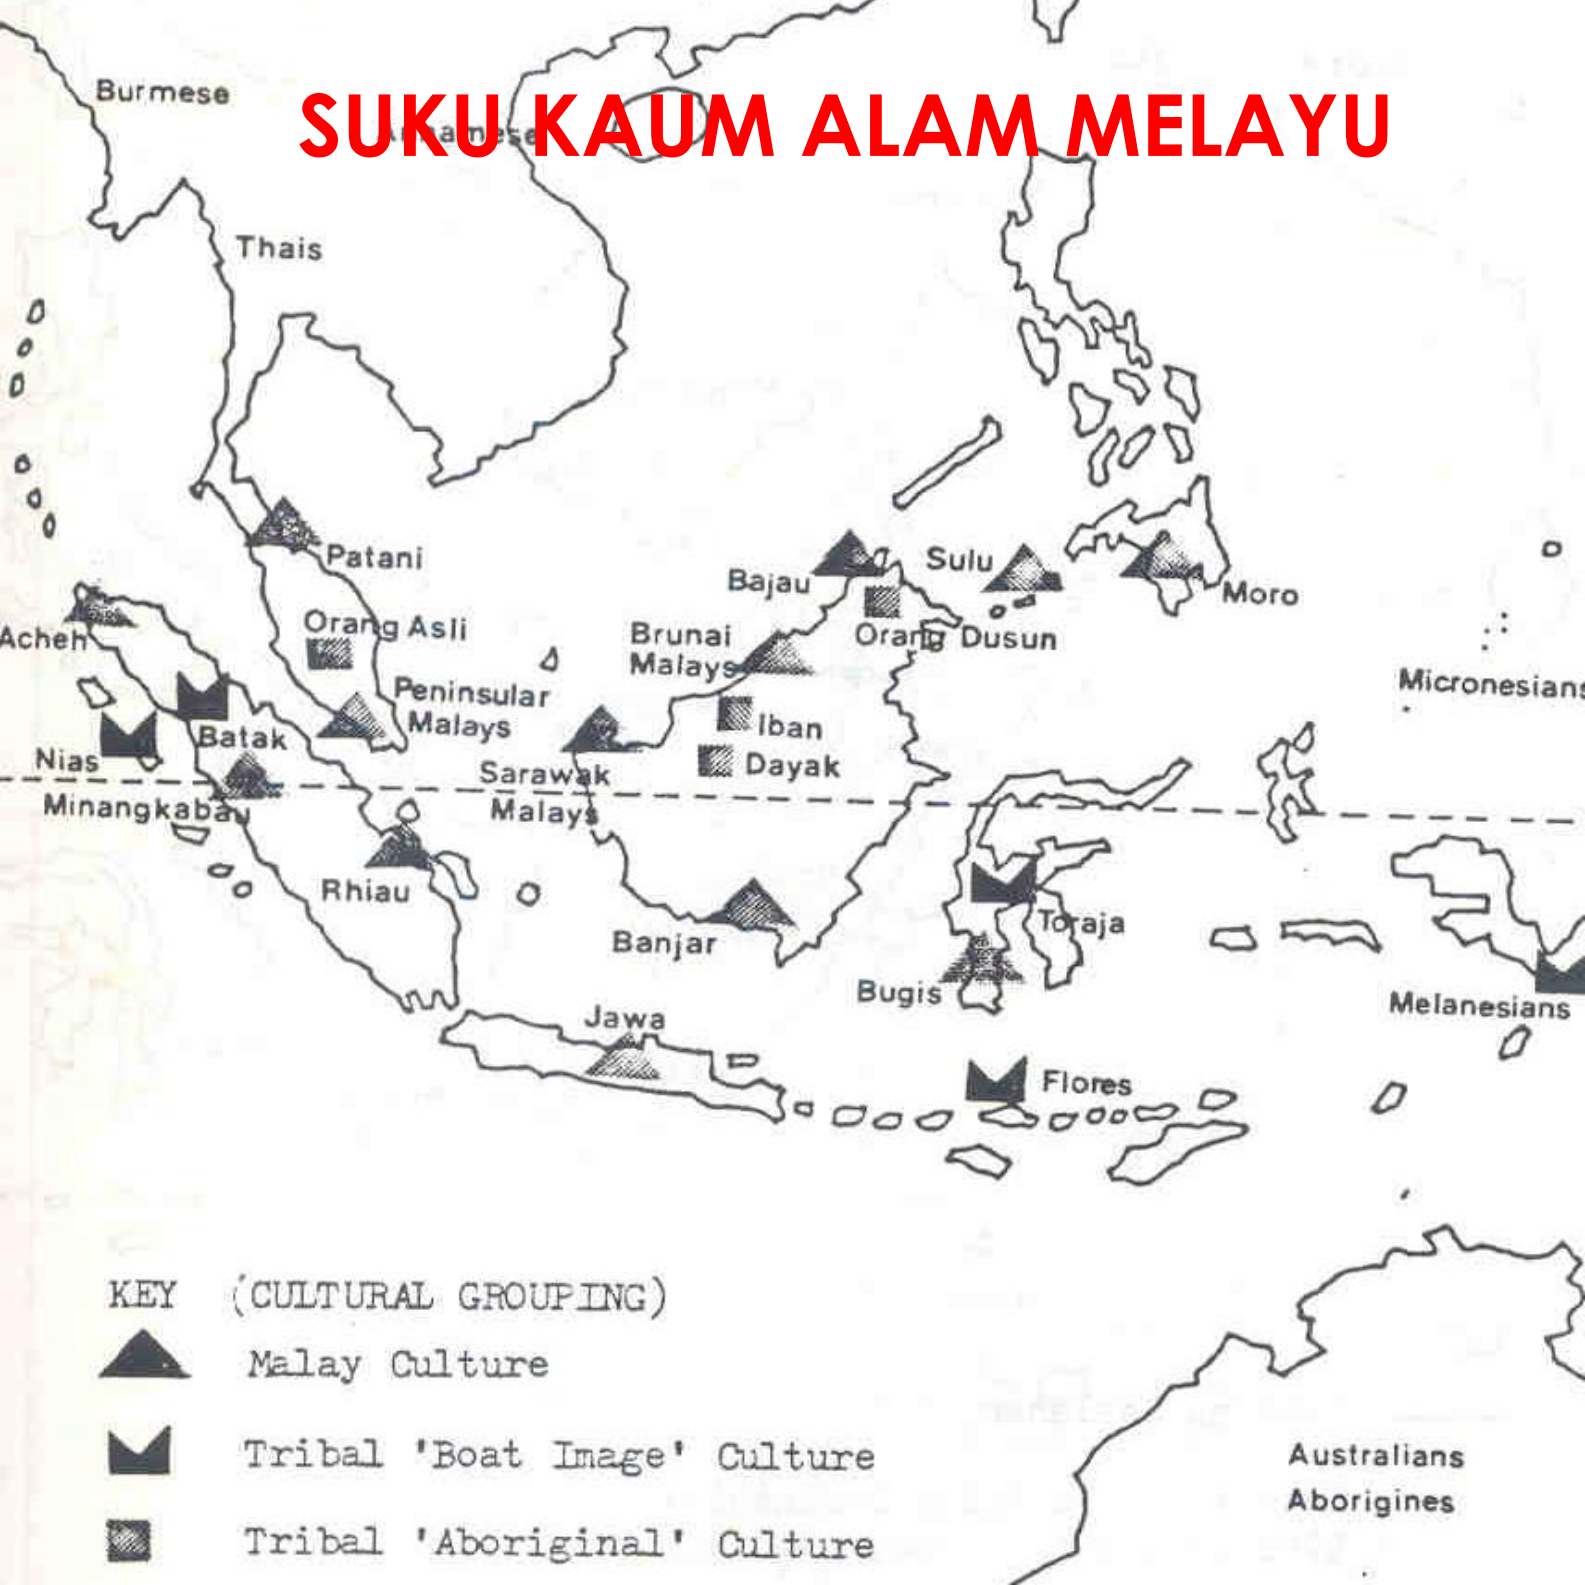 SUKU KAUM ALAM MELAYU
Burmese
Annamese
Thais
Patani
Bajau
Sulu
Moro
Acheh
Orang Asli
Brunai
Malays
Orang Dusun
Micronesians
Peninsular
Malays
Iban
Batak
Nias
Sarawak
Malays
Dayak
Minangkabau
Rhiau
Banjar
Toraja
Bugis
Melanesians
Jawa
Flores
KEY (CULTURAL GROUPING)
Malay Culture
Tribal 'Boat Image' Culture
Tribal 'Aboriginal' Culture
Australians
Aborigines